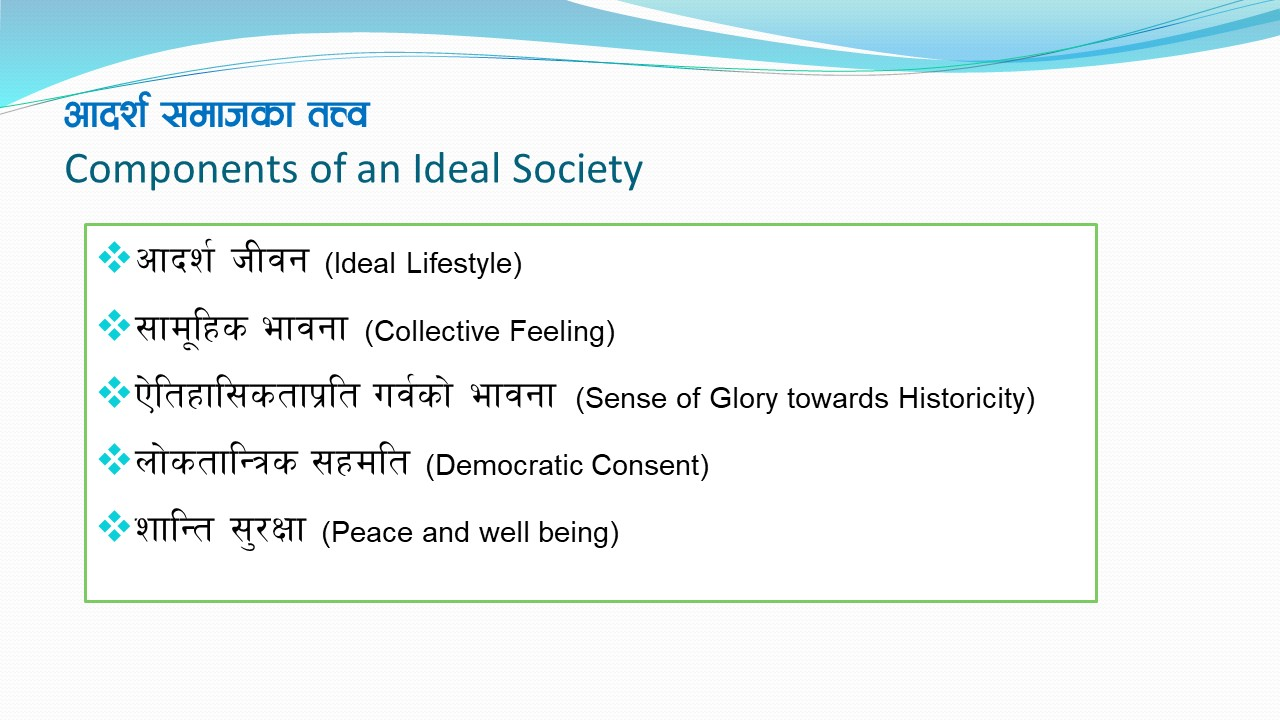 आदर्श समाजका तत्त्व
Components of an Ideal Society
आदर्श जीवन (Ideal Lifestyle)
सामूहिक भावना (Collective Feeling)
ऐतिहासिकताप्रति गर्वको भावना (Sense of Glory towards Historicity)
लोकतान्त्रिक सहमति (Democratic Consent)
शान्ति सुरक्षा (Peace and well being)